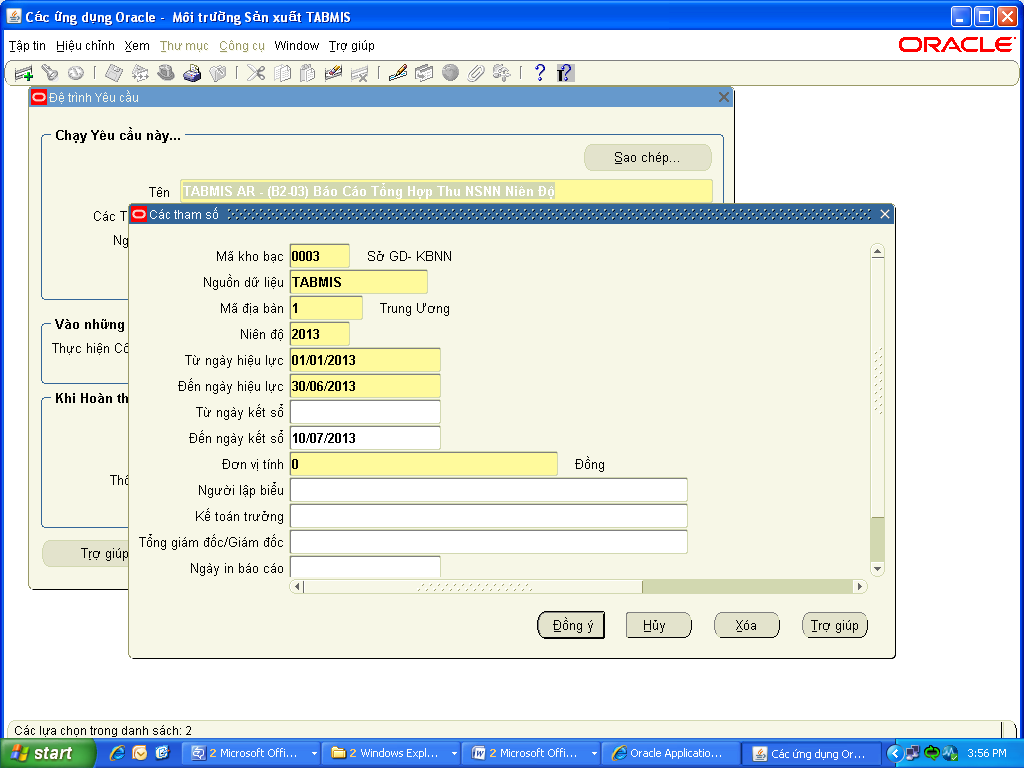 Các ứng dụng Oracle - Môi trường Sản xuất TABMIS
Tập tin Hiệu chỉnh Xem Thư mục Công cụ Window Trợ giúp
ORACLE
Đệ trình Yêu cầu
Chạy Yêu cầu này...
Sao chép...
Tên TABMIS AR - (B2-03) Báo Cáo Tổng Hợp Thu NSNN Niên Độ
Các T
Ng
Các tham số
Mã kho bạc 0003 Sở GD- KBNN
Nguồn dữ liệu TABMIS
Mã địa bàn 1 Trung Ương
Niên độ 2013
Vào những
Thực hiện Cô
Từ ngày hiệu lực 01/01/2013
Đến ngày hiệu lực 30/06/2013
Khi Hoàn th
Từ ngày kết sổ
Đến ngày kết sổ 10/07/2013
Đơn vị tính 0 Đồng
Thô
Người lập biểu
Kế toán trưởng
Tổng giám đốc/Giám đốc
Trợ giúp
Ngày in báo cáo
Đồng ý Hủy Xóa Trợ giúp
Các lựa chọn trong danh sách: 2
start 2 Microsoft Offi... 2 Windows Expl... 2 Microsoft Offi... Oracle Applicatio... Các ứng dụng Or... 3:56 PM